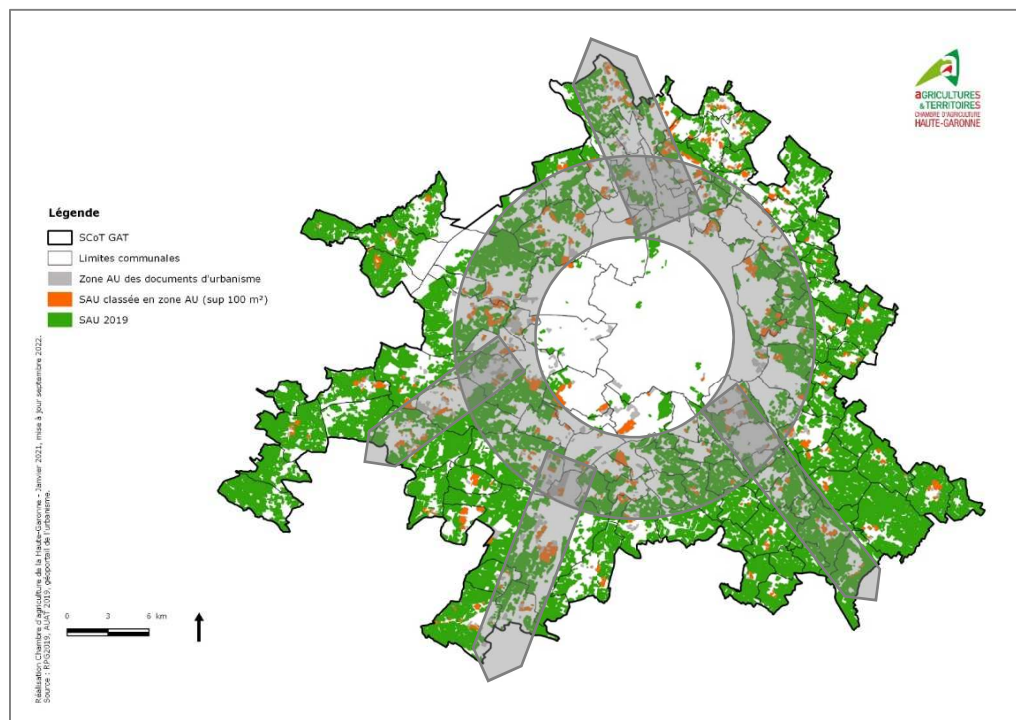 aGRICULTURES
& TERRITOIRES
CHAMBRE D'AGRICULTURE
HAUTE-GARONNE
Légende
SCoT GAT
Limites communales
Zone AU des documents d'urbanisme
SAU classée en zone AU (sup 100 m²)
SAU 2019
0 3 6 km
Réalisation Chambre d'agriculture de la Haute-Garonne - Janvier 2021, mise à jour septembre 2022.
Source : RPG2019, AUAT 2019, géoportail de l'urbanisme.